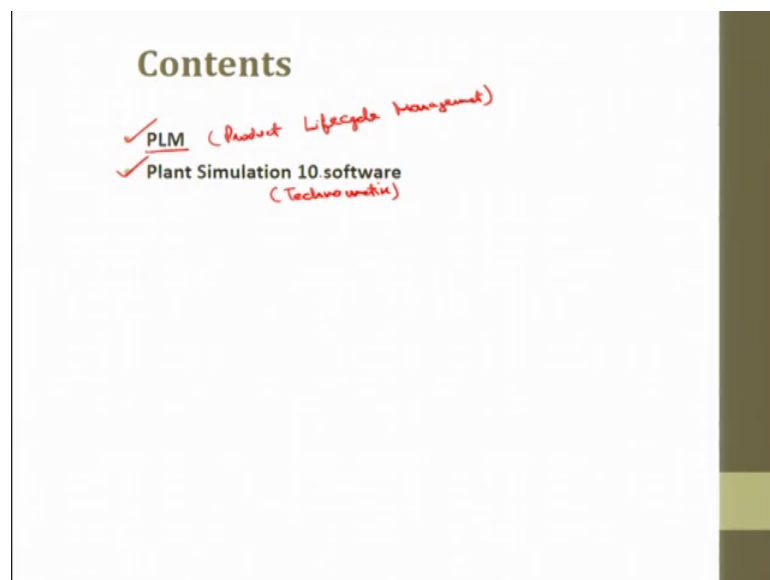 Contents
PLM (Product Lifecycle Management)
Plant Simulation 10 software
(Technomatix)